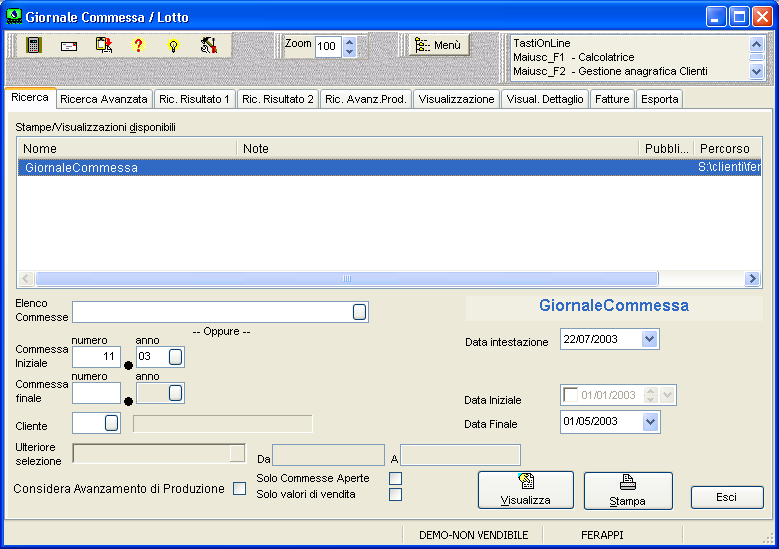 Giornale Commessa / Lotto
Zoom 100 Menù
TastiOnLine
Maiusc_F1 - Calcolatrice
Maiusc_F2 - Gestione anagrafica Clienti
Ricerca Ricerca Avanzata Ric. Risultato 1 Ric. Risultato 2 Ric. Avanz.Prod. Visualizzazione Visual. Dettaglio Fatture Esporta
Stampe/Visualizzazioni disponibili
Nome Note Pubbli... Percorso
GiornaleCommessa S:\clienti\fer
Elenco
Commesse
GiornaleCommessa
-- Oppure --
numero anno
Commessa
Iniziale 11 03
Data intestazione 22/07/2003
numero anno
Commessa
finale
Data Iniziale 01/01/2003
Cliente
Data Finale 01/05/2003
Ulteriore
selezione Da A
Considera Avanzamento di Produzione
Solo Commesse Aperte
Solo valori di vendita
Visualizza Stampa Esci
DEMO-NON VENDIBILE FERAPPI